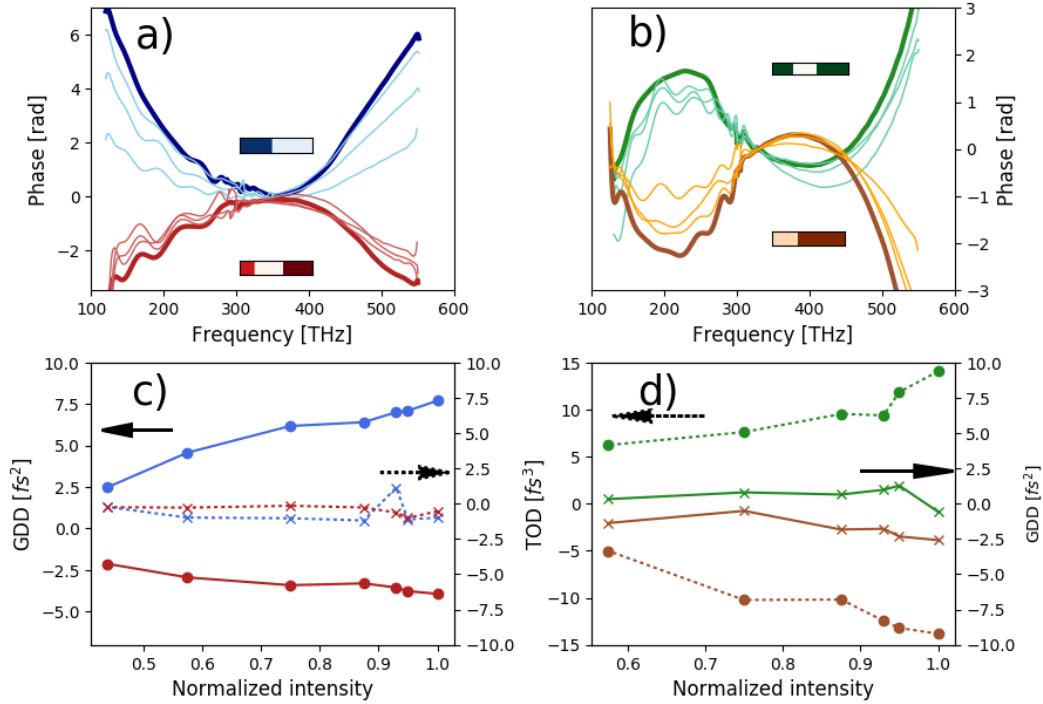 a)
6
4
2
0
−2
Phase [rad]
100 200 300 400 500 600
Frequency [THz]
b)
3
2
1
0
−1
−2
−3
Phase [rad]
100 200 300 400 500 600
Frequency [THz]
c)
10.0
7.5
5.0
2.5
0.0
−2.5
−5.0
GDD [fs²]
10.0
7.5
5.0
2.5
0.0
−2.5
−5.0
−7.5
−10.0
0.5 0.6 0.7 0.8 0.9 1.0
Normalized intensity
d)
15
10
5
0
−5
−10
−15
TOD [fs³]
10.0
7.5
5.0
2.5
0.0
−2.5
−5.0
−7.5
−10.0
GDD [fs²]
0.6 0.7 0.8 0.9 1.0
Normalized intensity